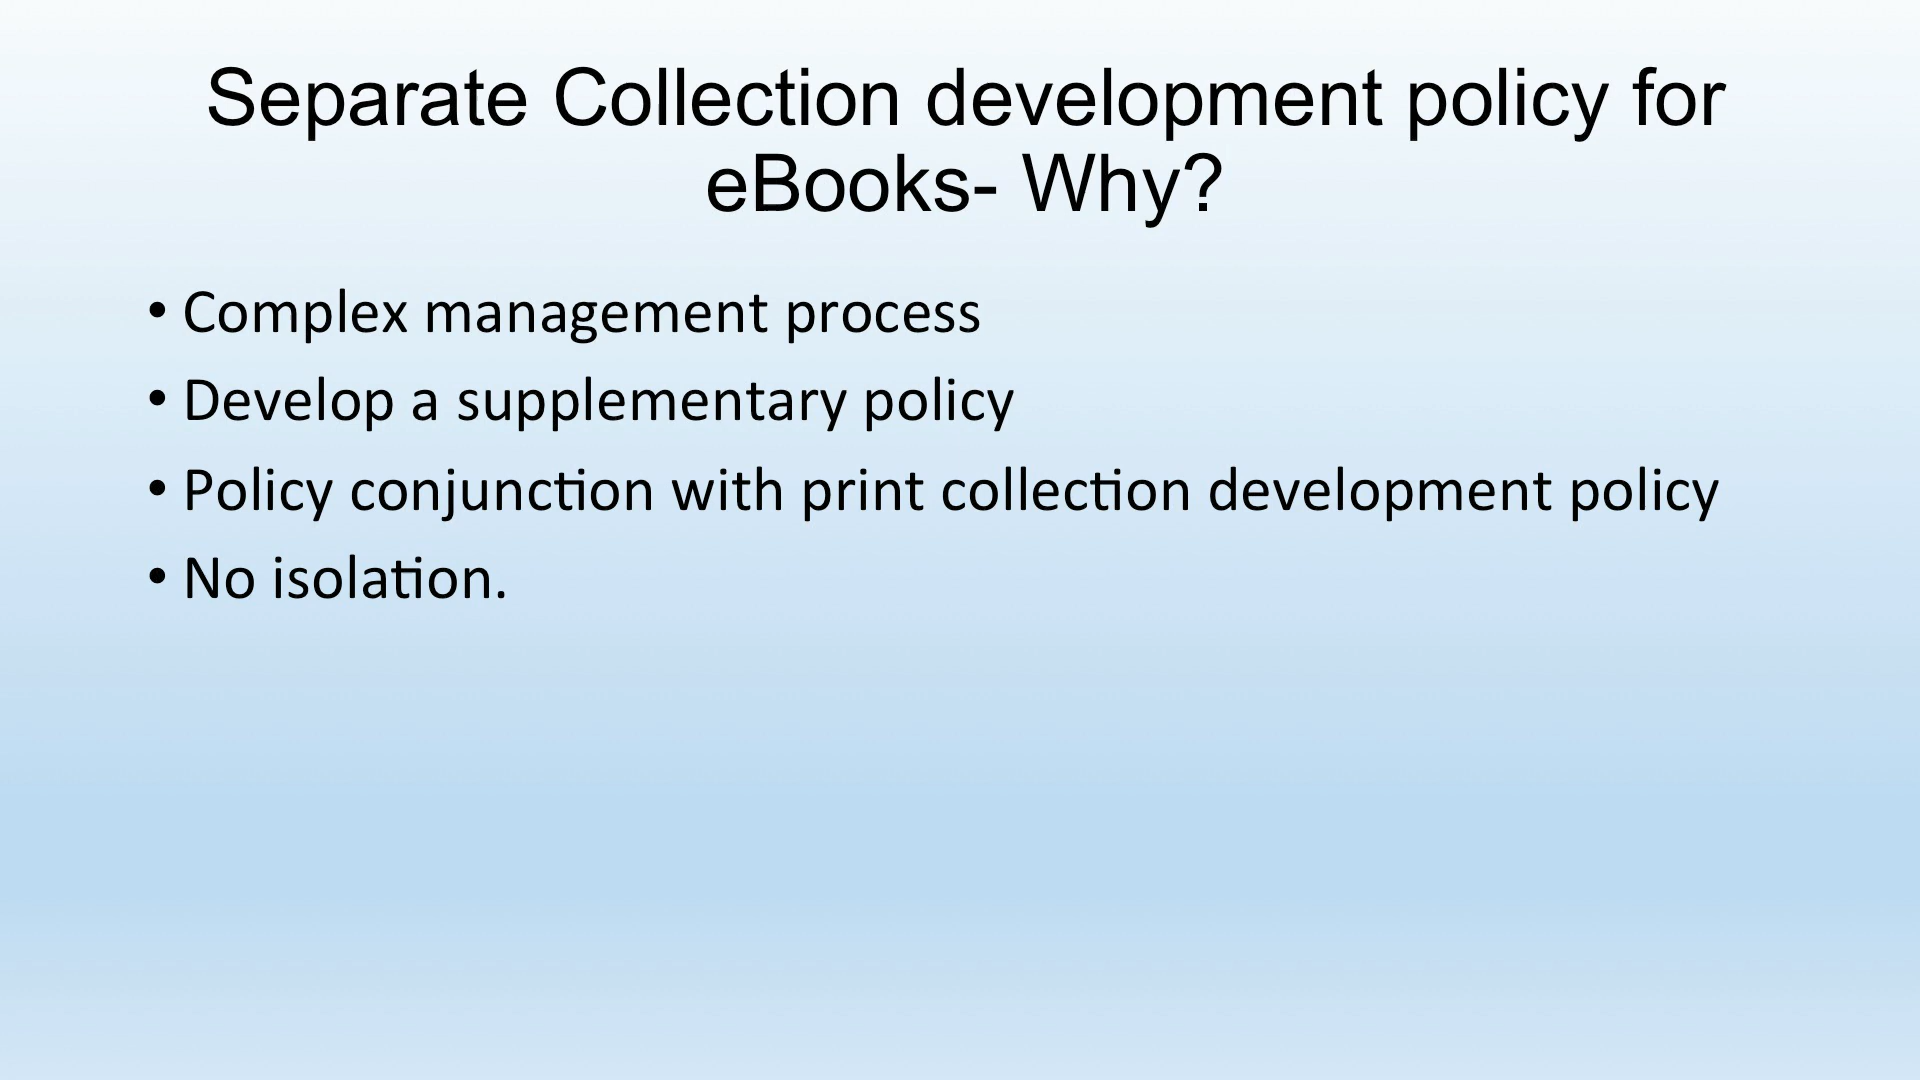 Separate Collection development policy for
eBooks- Why?
• Complex management process
• Develop a supplementary policy
• Policy conjunction with print collection development policy
• No isolation.